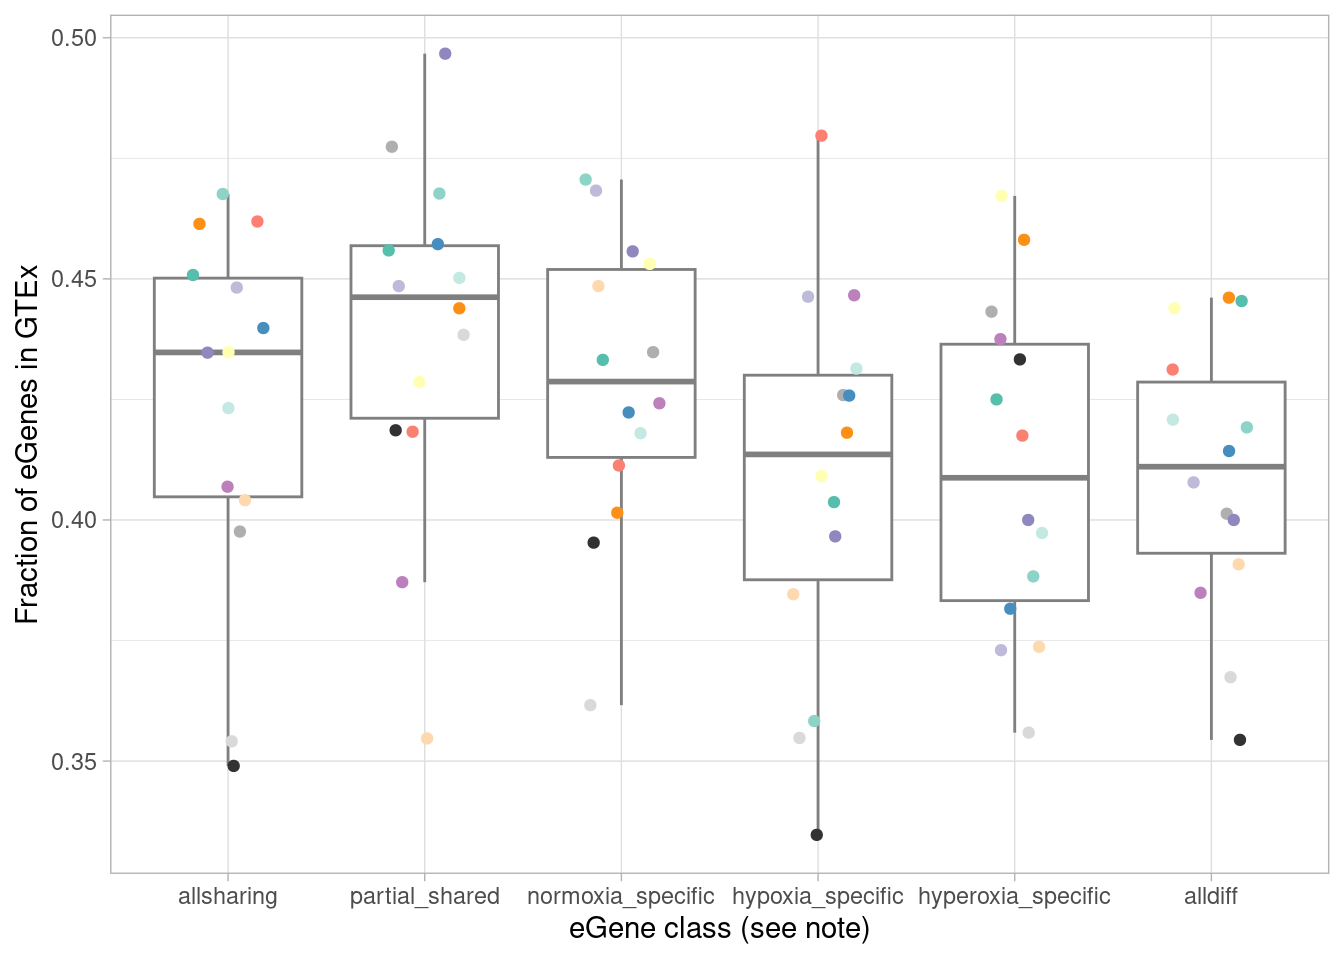 Fraction of eGenes in GTEx
0.50
0.45
0.40
0.35
allsharing
partial_shared
normoxia_specific
hypoxia_specific
hyperoxia_specific
alldiff
eGene class (see note)